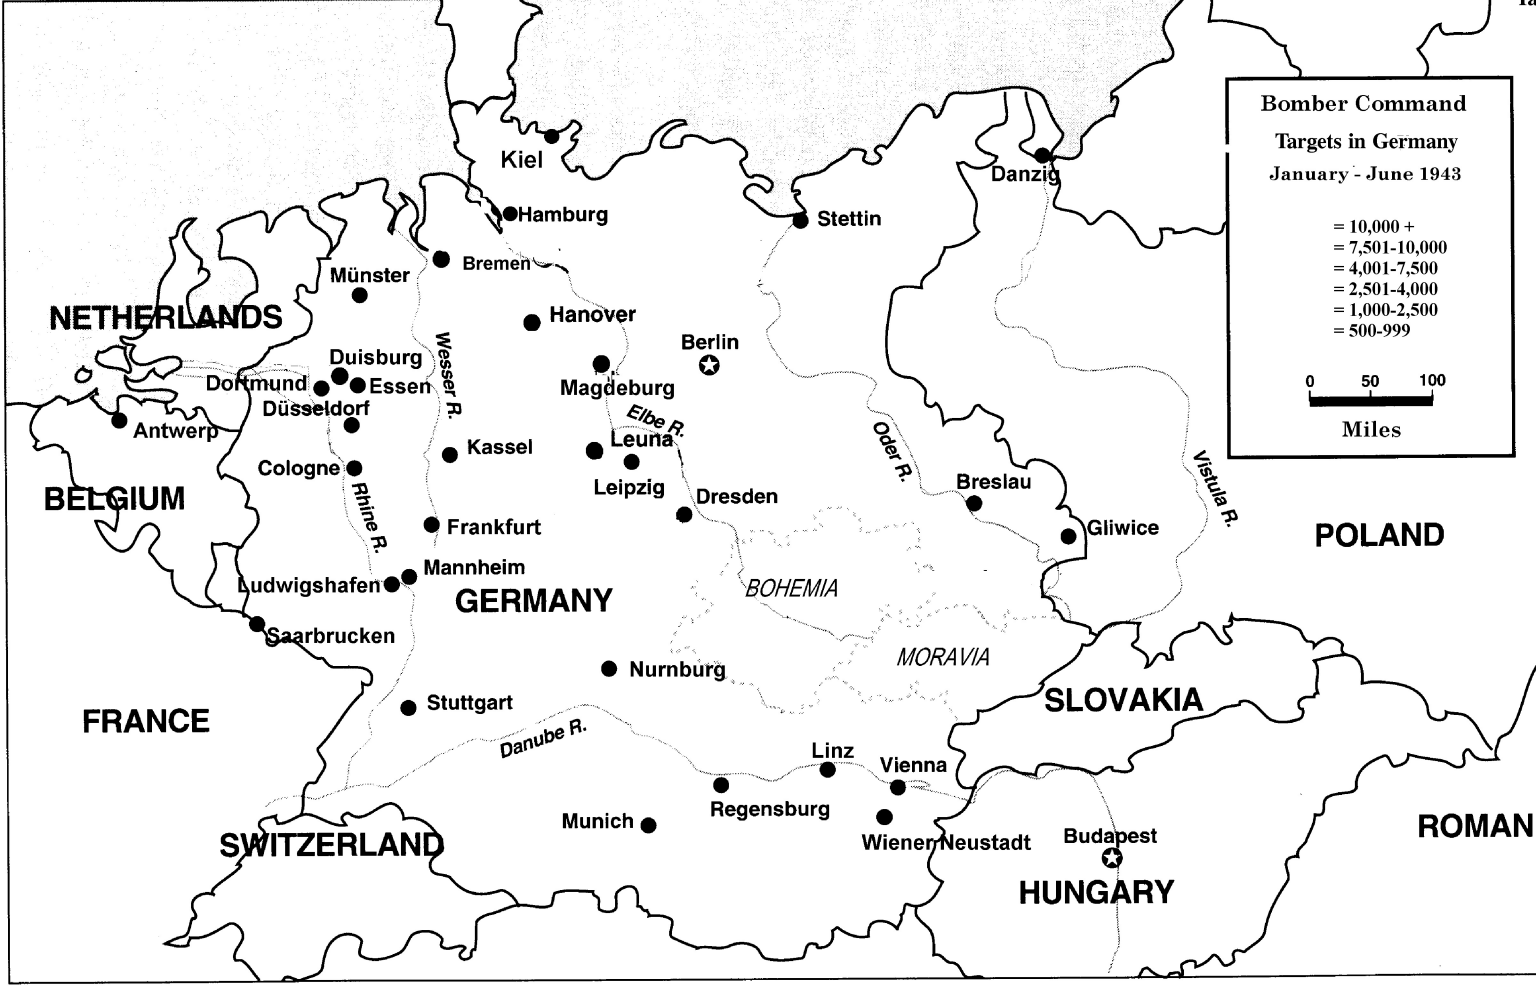 Bomber Command
Targets in Germany
January - June 1943
= 10,000 +
= 7,501-10,000
= 4,001-7,500
= 2,501-4,000
= 1,000-2,500
= 500-999
0 50 100
Miles
Kiel
Danzig
Hamburg
Stettin
Bremen
Münster
NETHERLANDS
Hanover
Wesser R.
Berlin
Duisburg
Dortmund
Essen
Magdeburg
Düsseldorf
Elbe R.
Antwerp
Leuna
Kassel
Oder R.
Cologne
Leipzig
Breslau
Vistula R.
BELGIUM
Rhine R.
Dresden
Frankfurt
Gliwice
POLAND
Mannheim
Ludwigshafen
BOHEMIA
GERMANY
Saarbrucken
MORAVIA
Nurnburg
SLOVAKIA
Stuttgart
FRANCE
Danube R.
Linz
Vienna
Regensburg
Munich
ROMAN
SWITZERLAND
Wiener-Neustadt
Budapest
HUNGARY